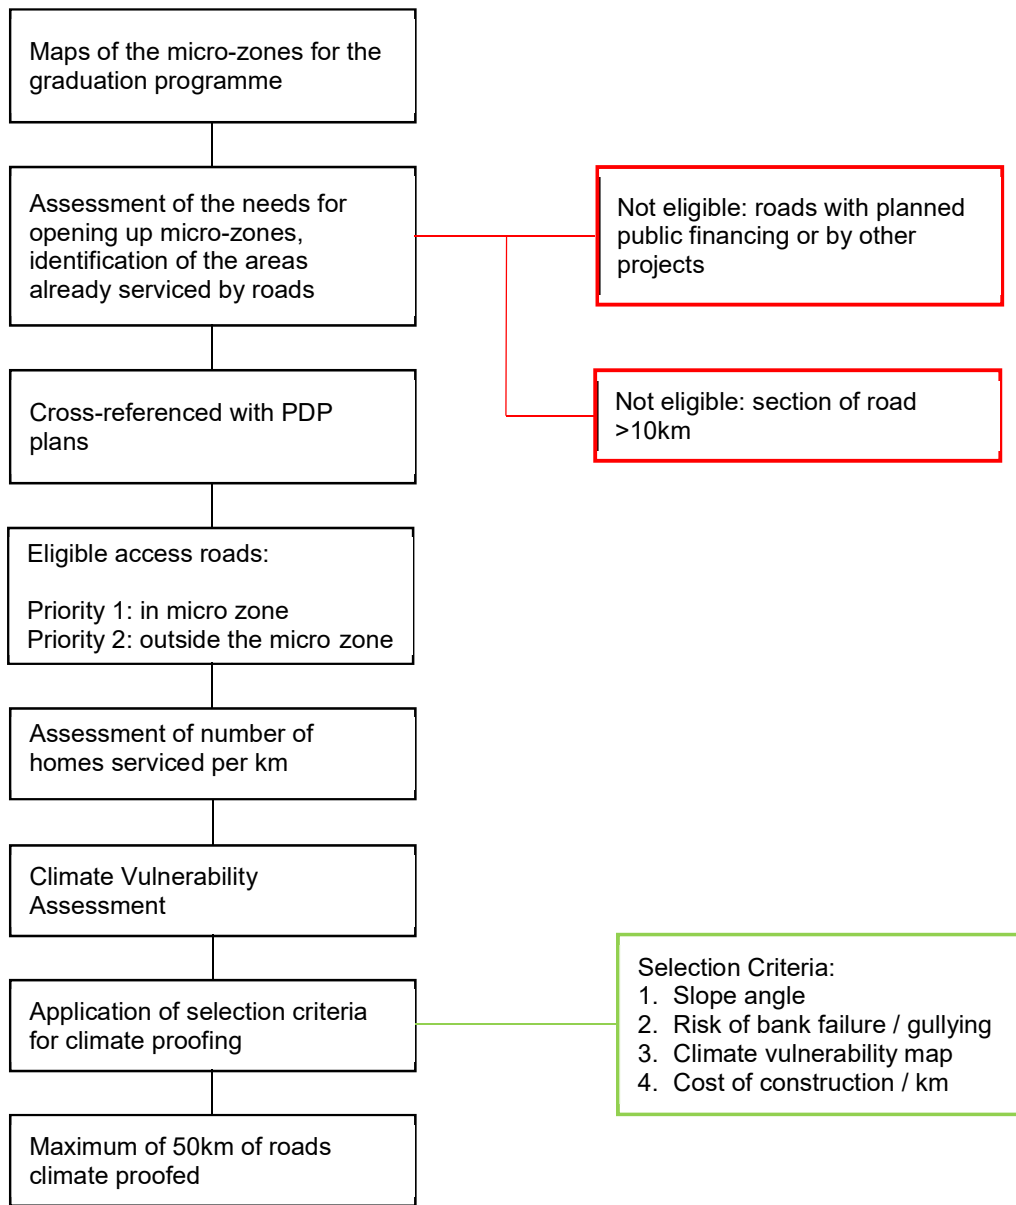 Maps of the micro-zones for the
graduation programme
Assessment of the needs for
opening up micro-zones,
identification of the areas
already serviced by roads
Not eligible: roads with planned
public financing or by other
projects
Cross-referenced with PDP
plans
Not eligible: section of road
>10km
Eligible access roads:
Priority 1: in micro zone
Priority 2: outside the micro zone
Assessment of number of
homes serviced per km
Climate Vulnerability
Assessment
Application of selection criteria
for climate proofing
Selection Criteria:
1. Slope angle
2. Risk of bank failure / gullying
3. Climate vulnerability map
4. Cost of construction / km
Maximum of 50km of roads
climate proofed